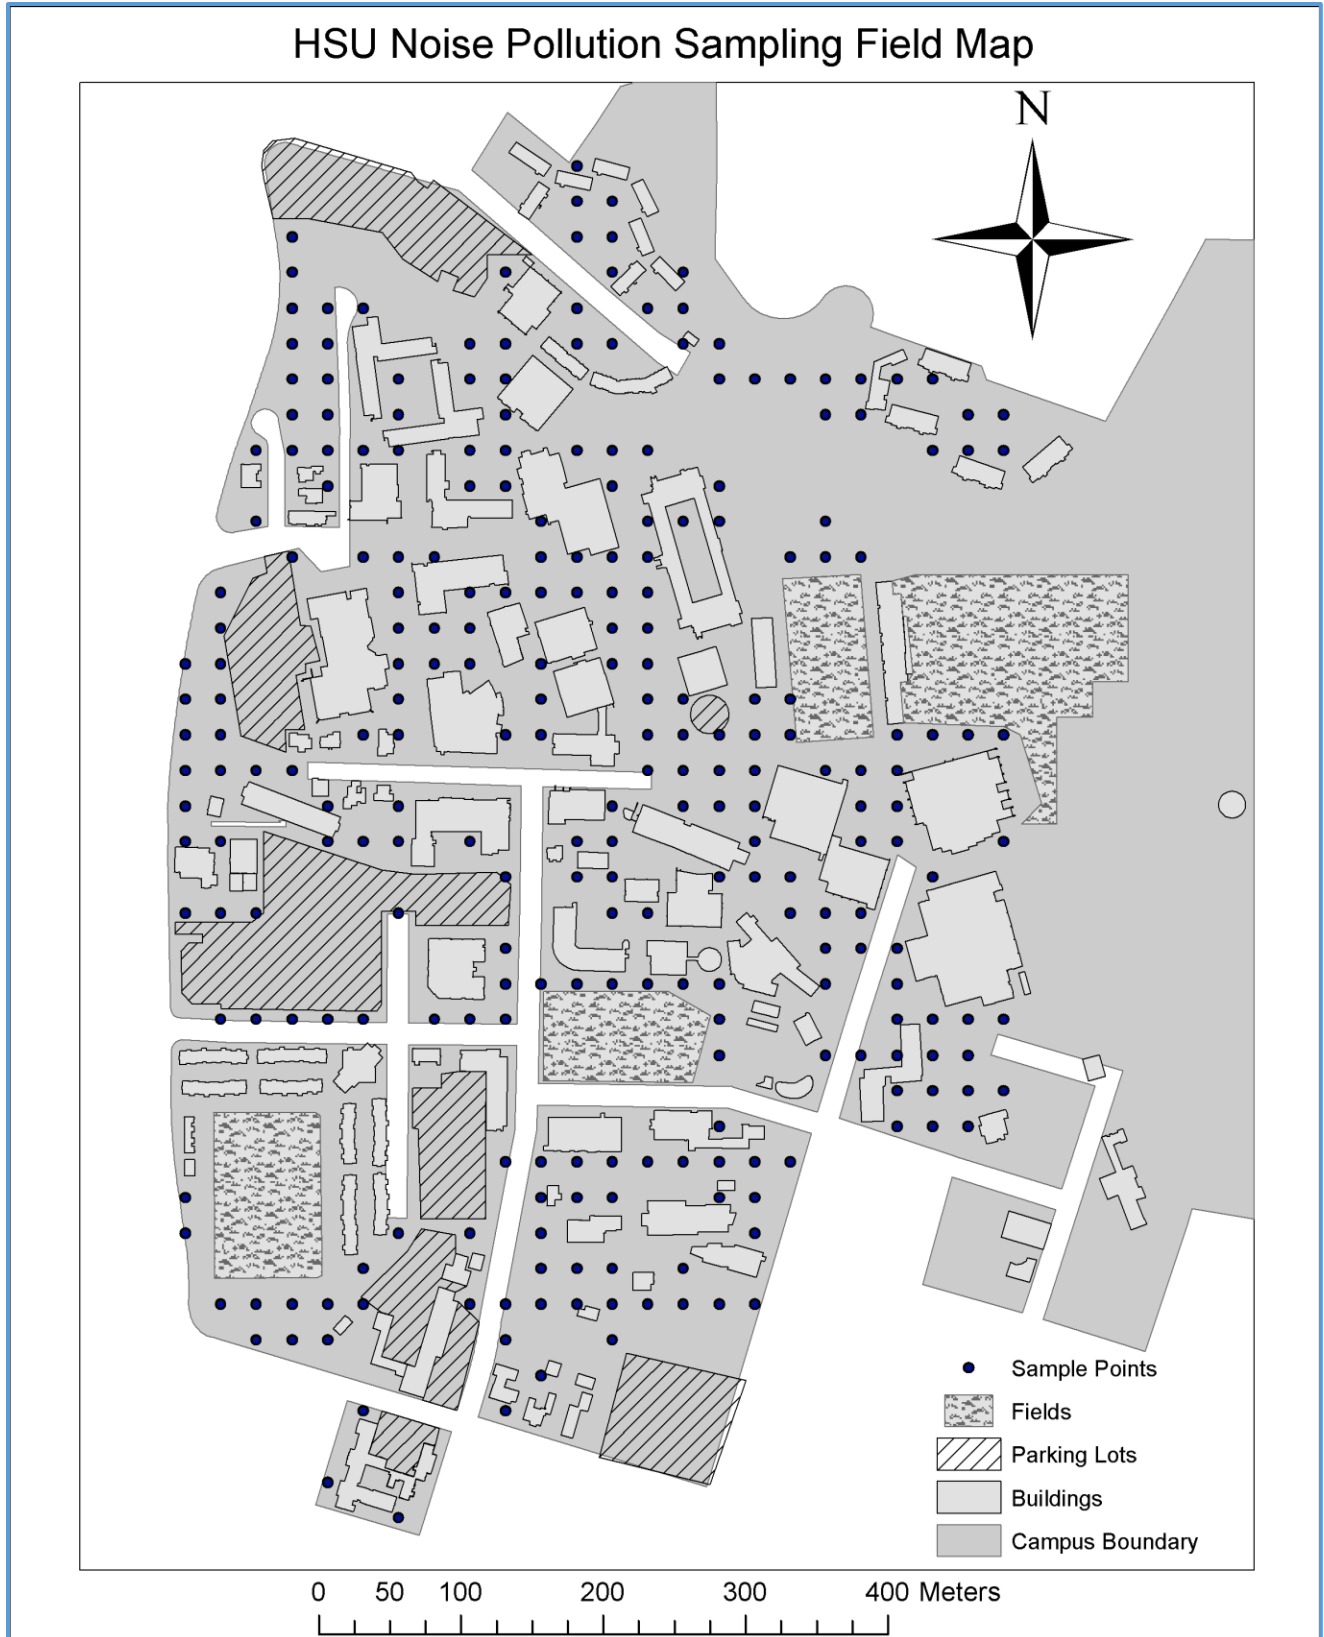 HSU Noise Pollution Sampling Field Map
N
Sample Points
Fields
Parking Lots
Buildings
Campus Boundary
0 50 100 200 300 400 Meters